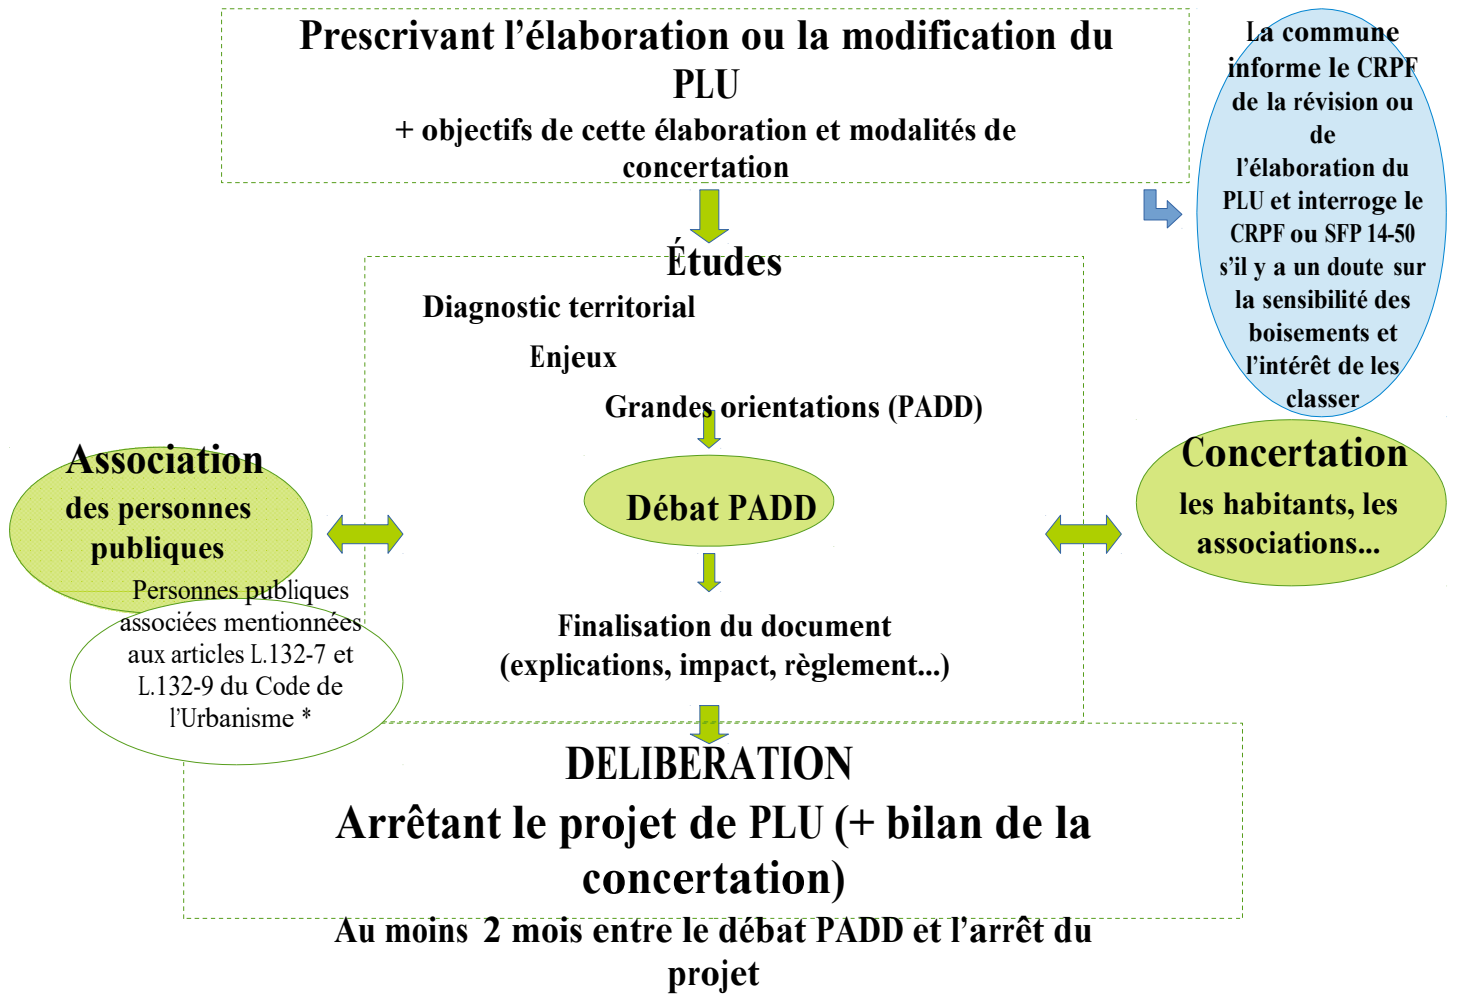 Prescrivant l’élaboration ou la modification du
PLU
+ objectifs de cette élaboration et modalités de
concertation
La commune
informe le CRPF
de la révision ou
de
l’élaboration du
PLU et interroge le
CRPF ou SFP 14-50
s’il y a un doute sur
la sensibilité des
boisements et
l’intérêt de les
classer
Études
Diagnostic territorial
Enjeux
Grandes orientations (PADD)
Association
des personnes
publiques
Personnes publiques
associées mentionnées
aux articles L.132-7 et
L.132-9 du Code de
l’Urbanisme *
Débat PADD
Concertation
les habitants, les
associations...
Finalisation du document
(explications, impact, règlement...)
DELIBERATION
Arrêtant le projet de PLU (+ bilan de la
concertation)
Au moins 2 mois entre le débat PADD et l’arrêt du
projet